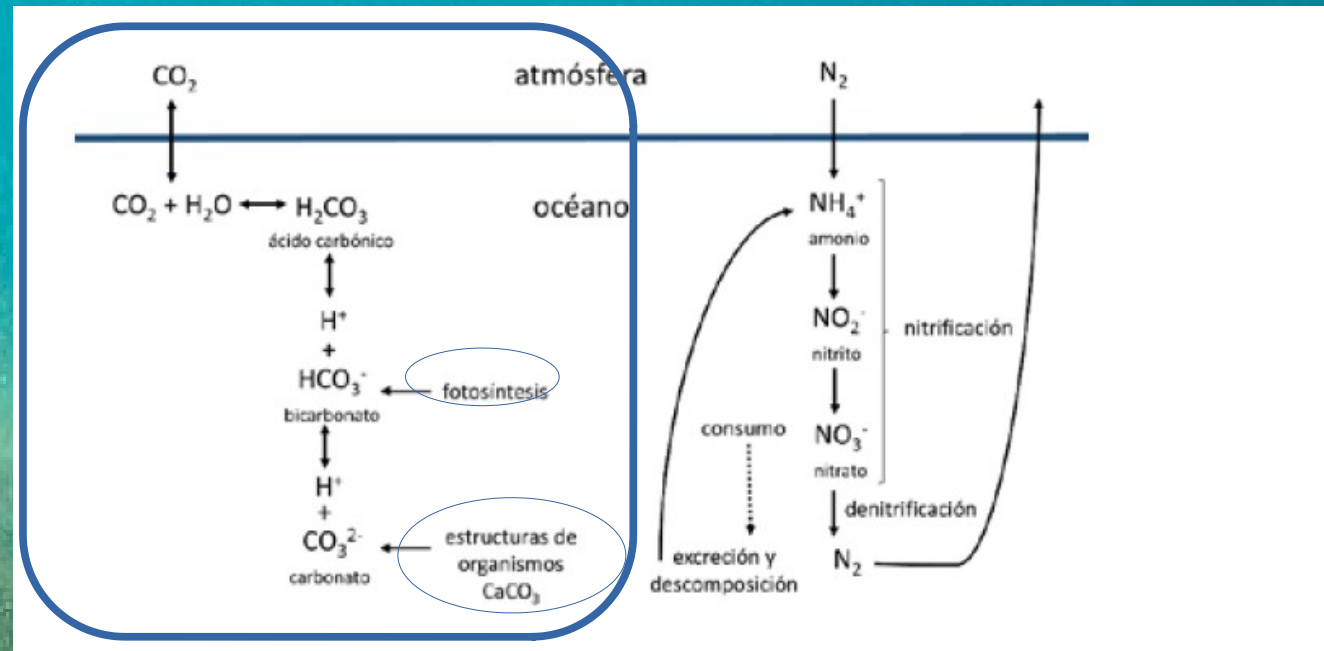 CO₂
atmósfera
N₂
CO₂ + H₂O
H₂CO₃
ácido carbónico
océano
NH₄⁺
amonio
H⁺
+
HCO₃⁻
bicarbonato
fotosíntesis
NO₂⁻
nitrito
nitrificación
consumo
NO₃⁻
nitrato
H⁺
+
CO₃²⁻
carbonato
estructuras de
organismos
CaCO₃
denitrificación
excreción y
descomposición
N₂